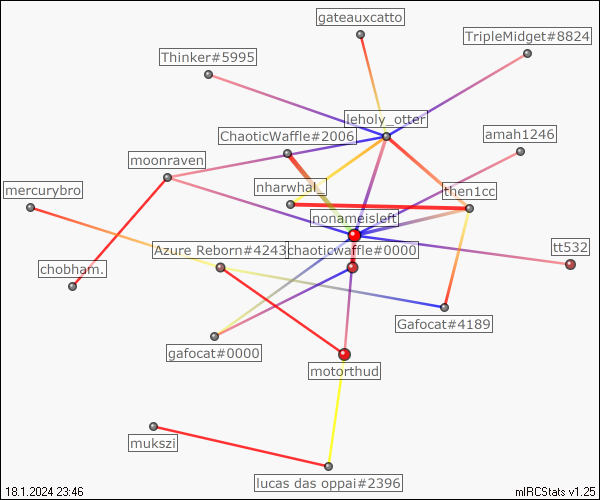 gateauxcatto
TripleMidget#8824
Thinker#5995
leholy_otter
ChaoticWaffle#2006
amah1246
moonraven
mercurybro
nharwhal_
then1cc
nonameisleft
Azure Reborn#4243
chaoticwaffle#0000
tt532
chobham.
Gafocat#4189
gafocat#0000
motorthud
mukszi
lucas das oppai#2396
18.1.2024 23:46
mIRCStats v1.25